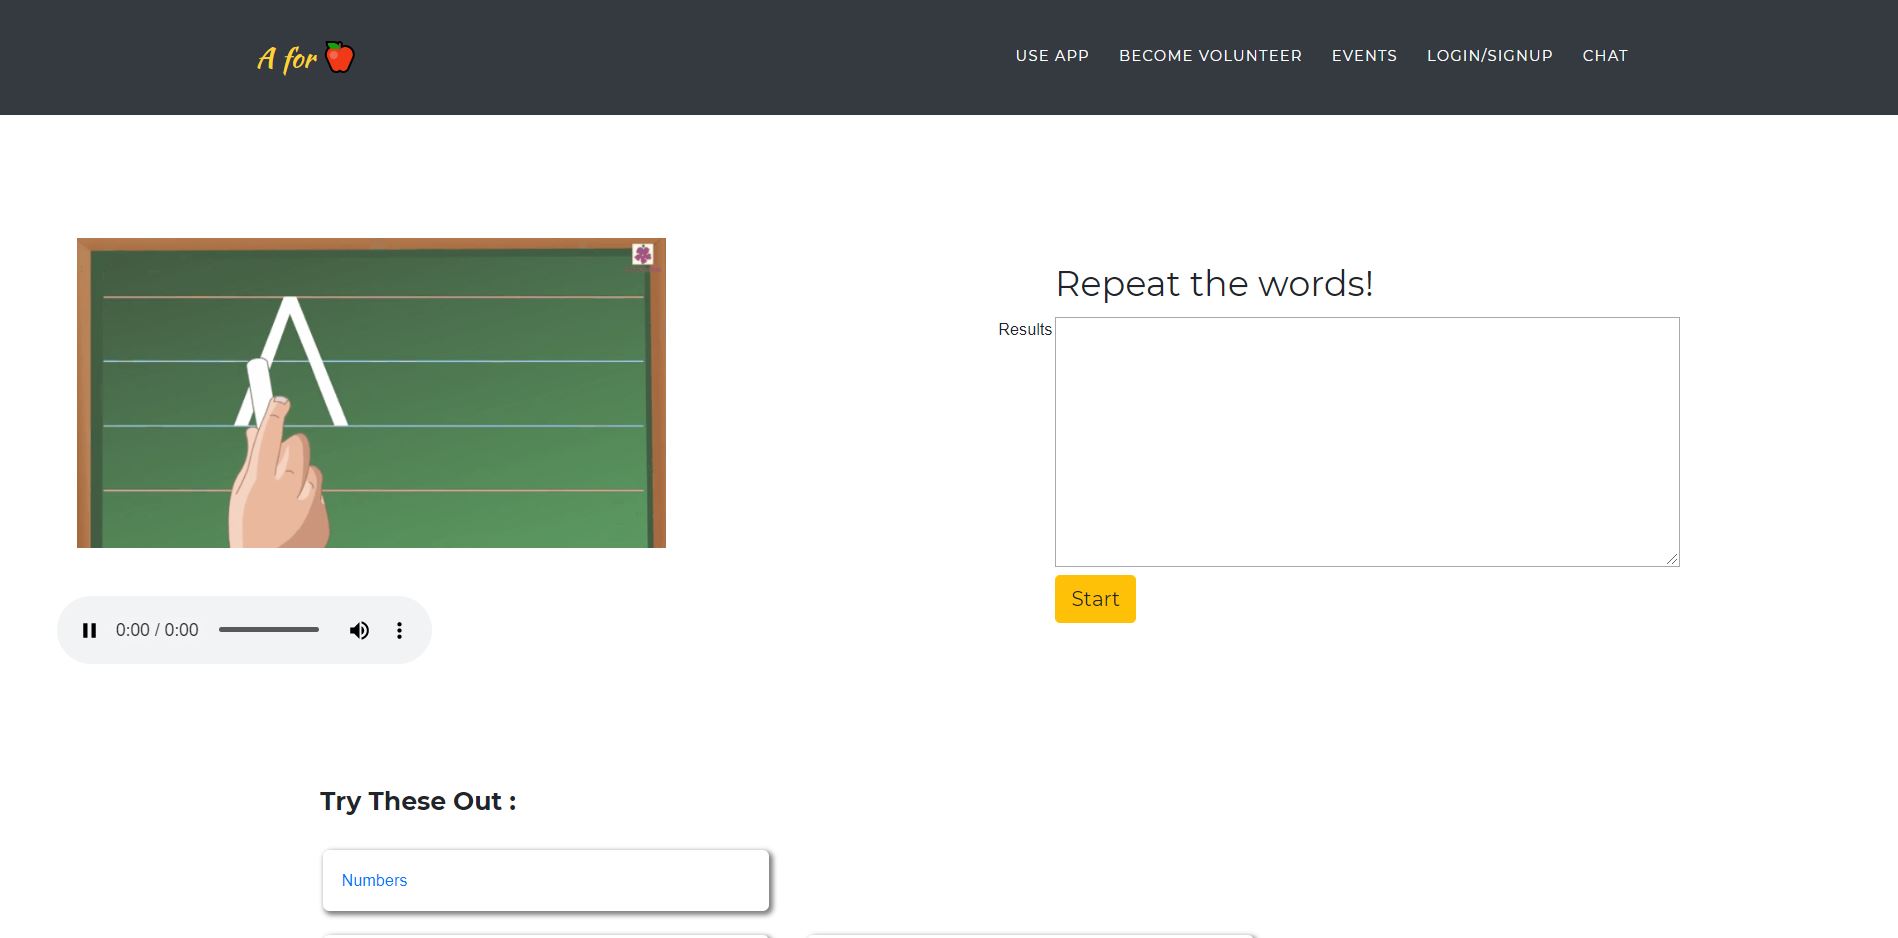 A for
USE APP BECOME VOLUNTEER EVENTS LOGIN/SIGNUP CHAT
A
Repeat the words!
Results
Start
0:00 / 0:00
Try These Out :
Numbers